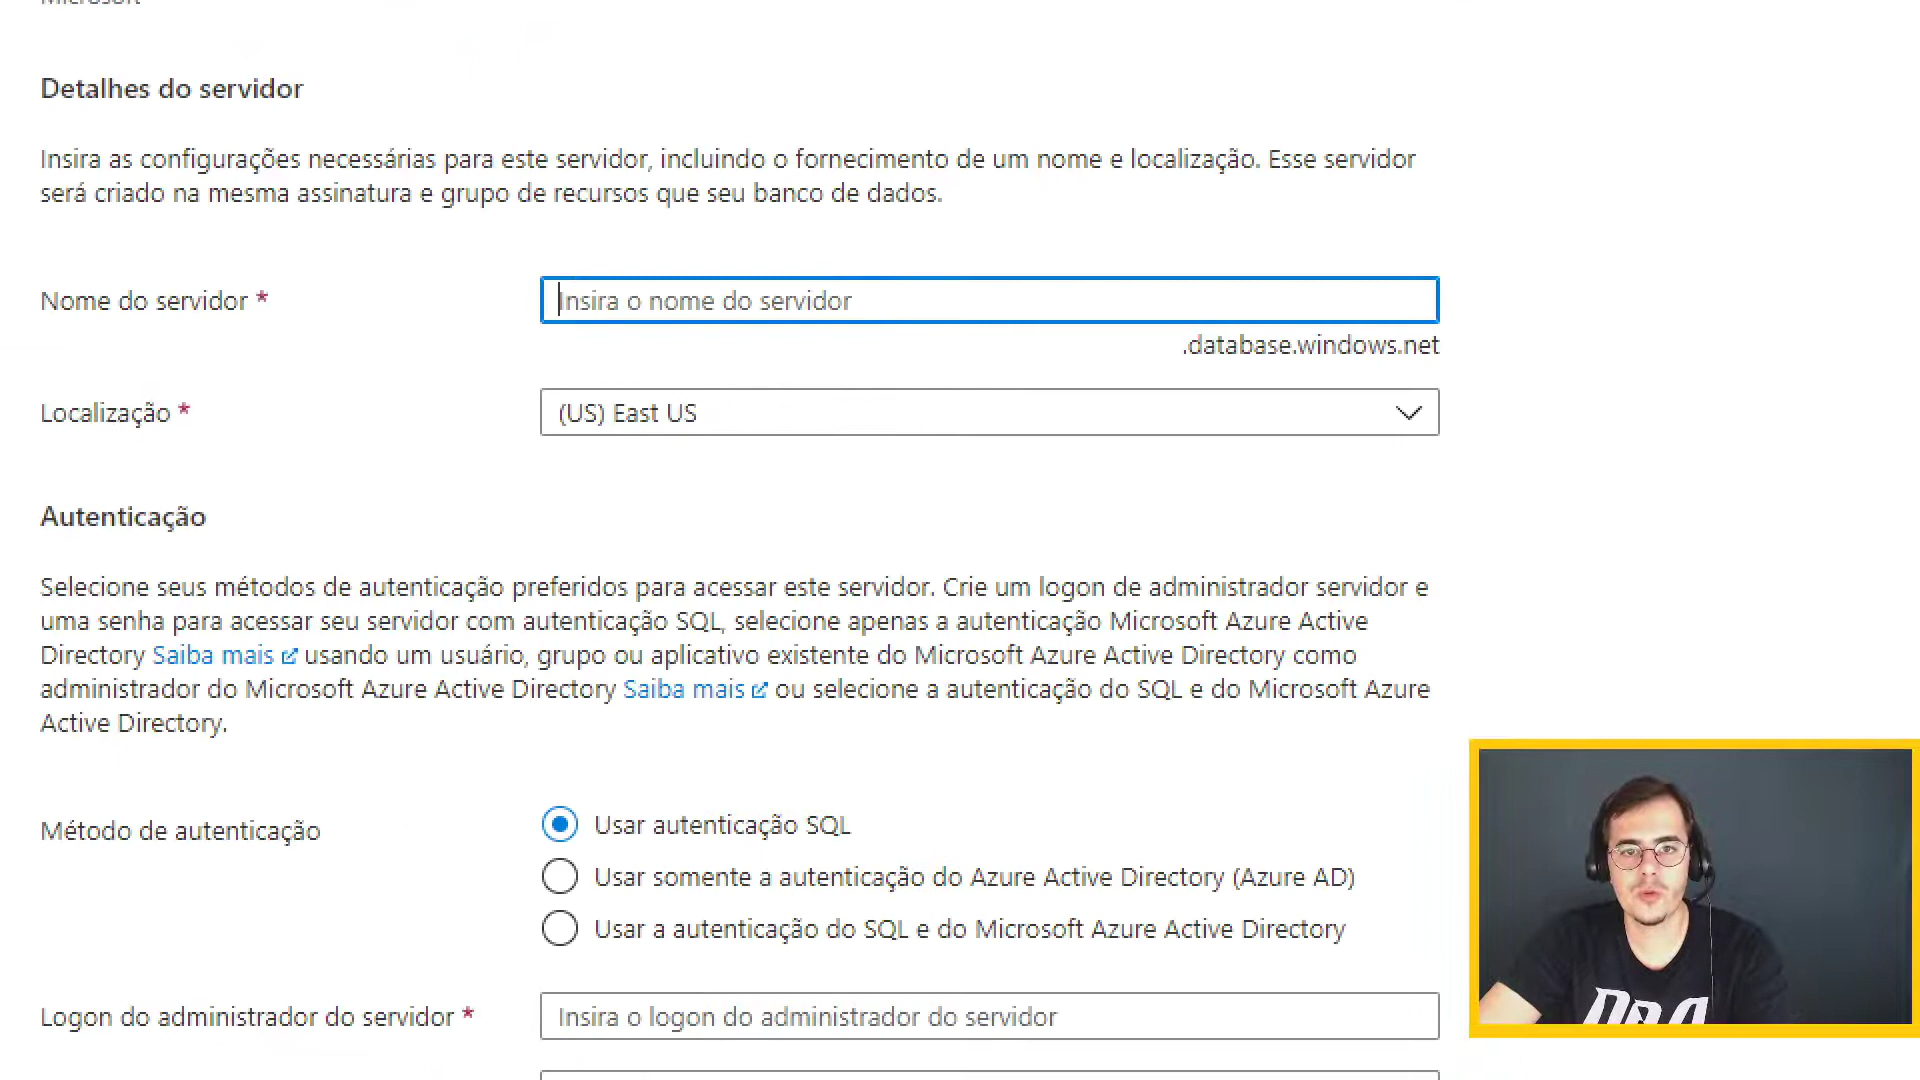 Microsoft
Detalhes do servidor
Insira as configurações necessárias para este servidor, incluindo o fornecimento de um nome e localização. Esse servidor
será criado na mesma assinatura e grupo de recursos que seu banco de dados.
Nome do servidor *
Insira o nome do servidor
.database.windows.net
Localização *
(US) East US
Autenticação
Selecione seus métodos de autenticação preferidos para acessar este servidor. Crie um logon de administrador servidor e
uma senha para acessar seu servidor com autenticação SQL, selecione apenas a autenticação Microsoft Azure Active
Directory Saiba mais usando um usuário, grupo ou aplicativo existente do Microsoft Azure Active Directory como
administrador do Microsoft Azure Active Directory Saiba mais ou selecione a autenticação do SQL e do Microsoft Azure
Active Directory.
Método de autenticação
Usar autenticação SQL
Usar somente a autenticação do Azure Active Directory (Azure AD)
Usar a autenticação do SQL e do Microsoft Azure Active Directory
Logon do administrador do servidor *
Insira o logon do administrador do servidor
DBA